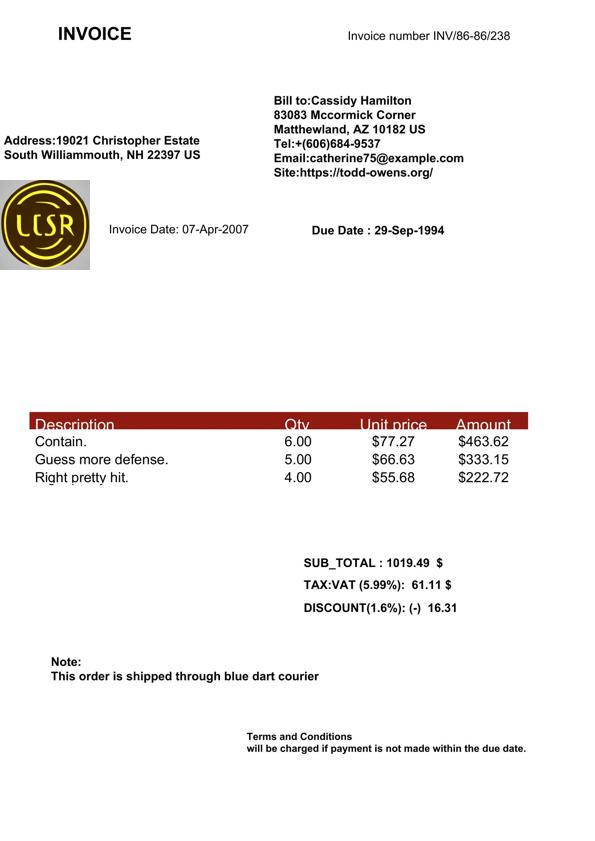 INVOICE
Invoice number INV/86-86/238
Bill to:Cassidy Hamilton
83083 Mccormick Corner
Matthewland, AZ 10182 US
Tel:+(606)684-9537
Email:catherine75@example.com
Site:https://todd-owens.org/
Address:19021 Christopher Estate
South Williammouth, NH 22397 US
LCSR
Invoice Date: 07-Apr-2007
Due Date : 29-Sep-1994
Description Qty Unit price Amount
Contain. 6.00 $77.27 $463.62
Guess more defense. 5.00 $66.63 $333.15
Right pretty hit. 4.00 $55.68 $222.72
SUB_TOTAL : 1019.49 $
TAX:VAT (5.99%): 61.11 $
DISCOUNT(1.6%): (-) 16.31
Note:
This order is shipped through blue dart courier
Terms and Conditions
will be charged if payment is not made within the due date.